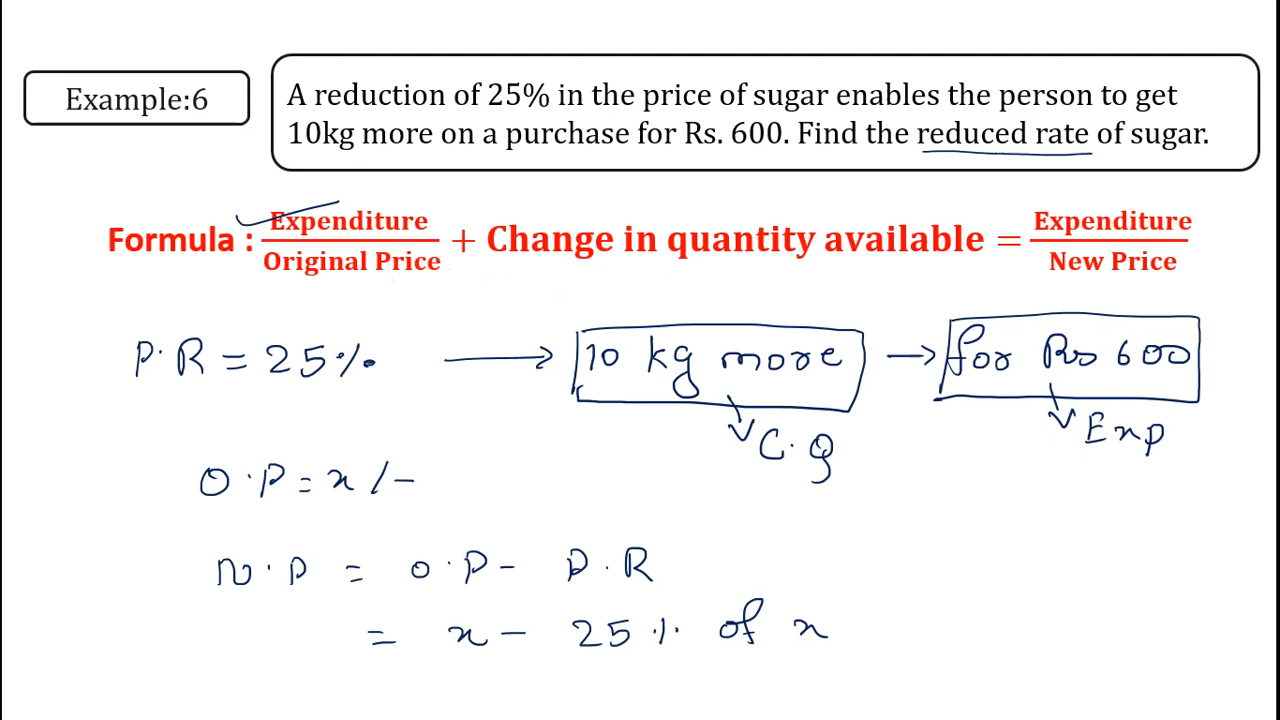 Example:6
A reduction of 25% in the price of sugar enables the person to get
10kg more on a purchase for Rs. 600. Find the reduced rate of sugar.
Formula : Expenditure/Original Price + Change in quantity available = Expenditure/New Price
P.R = 25% → 10 kg more → for Rs 600
C.Q Exp
O.P = x/-
N.P = O.P - P.R
= x - 25% of x